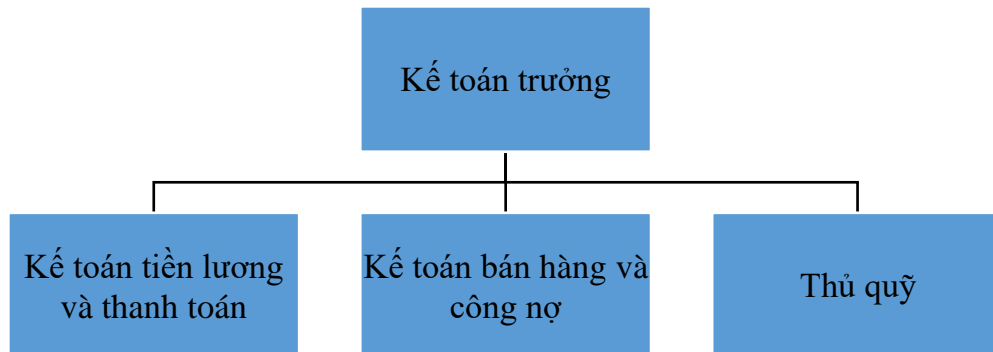 Kế toán trưởng
Kế toán tiền lương
và thanh toán
Kế toán bán hàng và
công nợ
Thủ quỹ